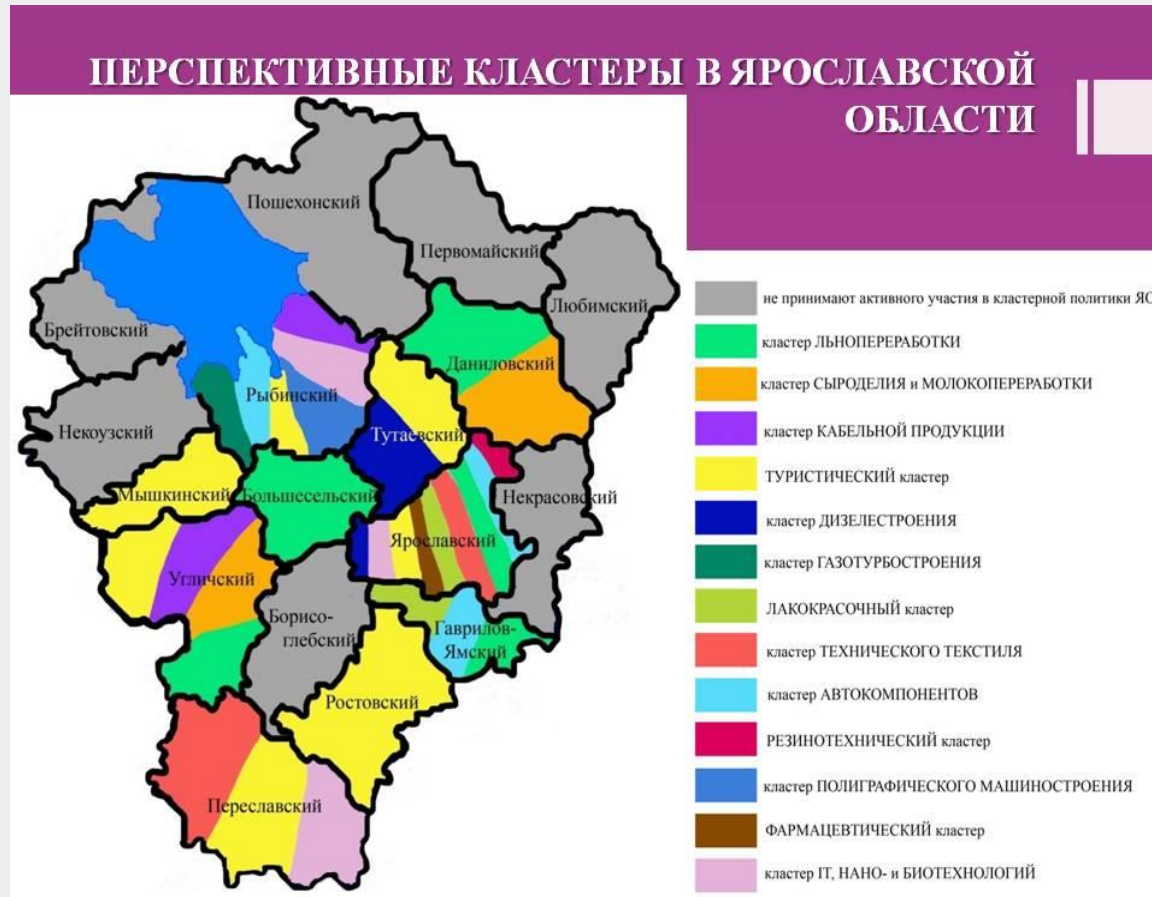 ПЕРСПЕКТИВНЫЕ КЛАСТЕРЫ В ЯРОСЛАВСКОЙ
ОБЛАСТИ
Пошехонский
Первомайский
Любимский
Брейтовский
Даниловский
Рыбинский
Некоузский
Тутаевский
Мышкинский
Большесельский
Некрасовский
Ярославский
Угличский
Борисо-
глебский
Гаврилов-
Ямский
Ростовский
Переславский
не принимают активного участия в кластерной политики ЯО
кластер ЛЬНОПЕРЕРАБОТКИ
кластер СЫРОДЕЛИЯ и МОЛОКОПЕРЕРАБОТКИ
кластер КАБЕЛЬНОЙ ПРОДУКЦИИ
ТУРИСТИЧЕСКИЙ кластер
кластер ДИЗЕЛЕСТРОЕНИЯ
кластер ГАЗОТУРБОСТРОЕНИЯ
ЛАКОКРАСОЧНЫЙ кластер
кластер ТЕХНИЧЕСКОГО ТЕКСТИЛЯ
кластер АВТОКОМПОНЕНТОВ
РЕЗИНОТЕХНИЧЕСКИЙ кластер
кластер ПОЛИГРАФИЧЕСКОГО МАШИНОСТРОЕНИЯ
ФАРМАЦЕВТИЧЕСКИЙ кластер
кластер IT, НАНО- и БИОТЕХНОЛОГИЙ